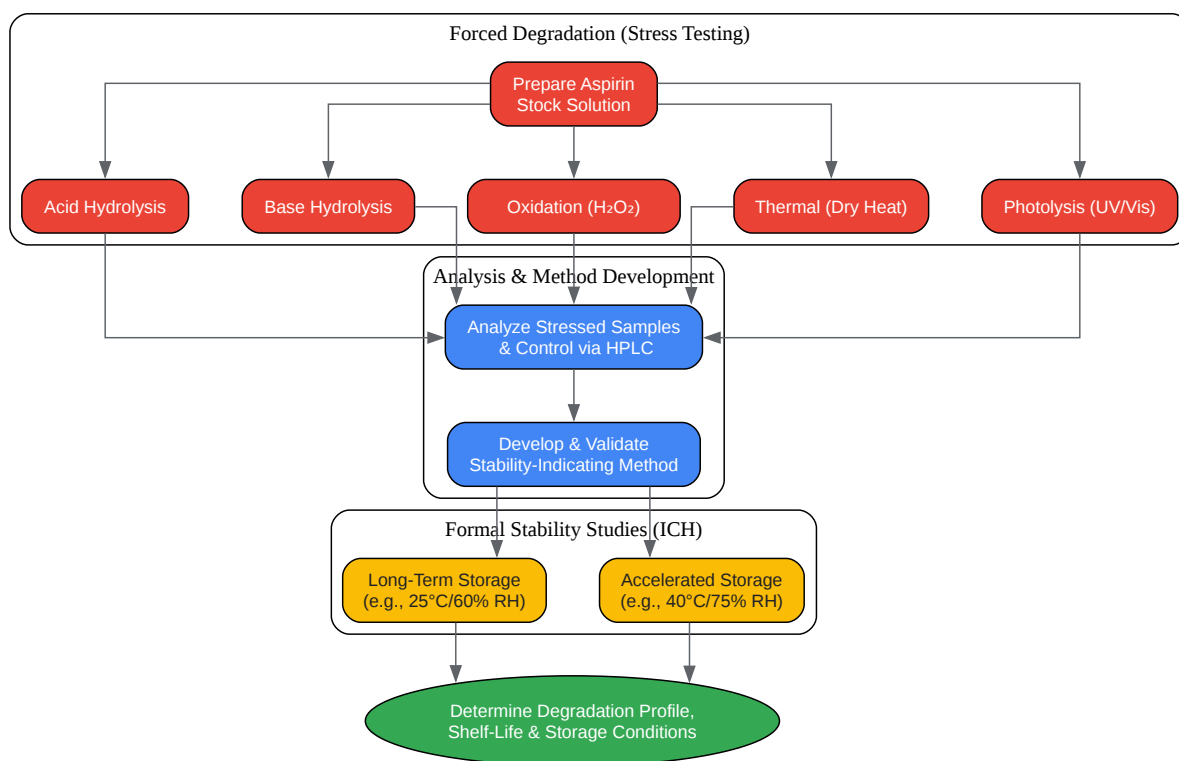 Forced Degradation (Stress Testing)
Prepare Aspirin
Stock Solution
Acid Hydrolysis
Base Hydrolysis
Oxidation (H₂O₂)
Thermal (Dry Heat)
Photolysis (UV/Vis)
Analysis & Method Development
Analyze Stressed Samples
& Control via HPLC
Develop & Validate
Stability-Indicating Method
Formal Stability Studies (ICH)
Long-Term Storage
(e.g., 25°C/60% RH)
Accelerated Storage
(e.g., 40°C/75% RH)
Determine Degradation Profile,
Shelf-Life & Storage Conditions